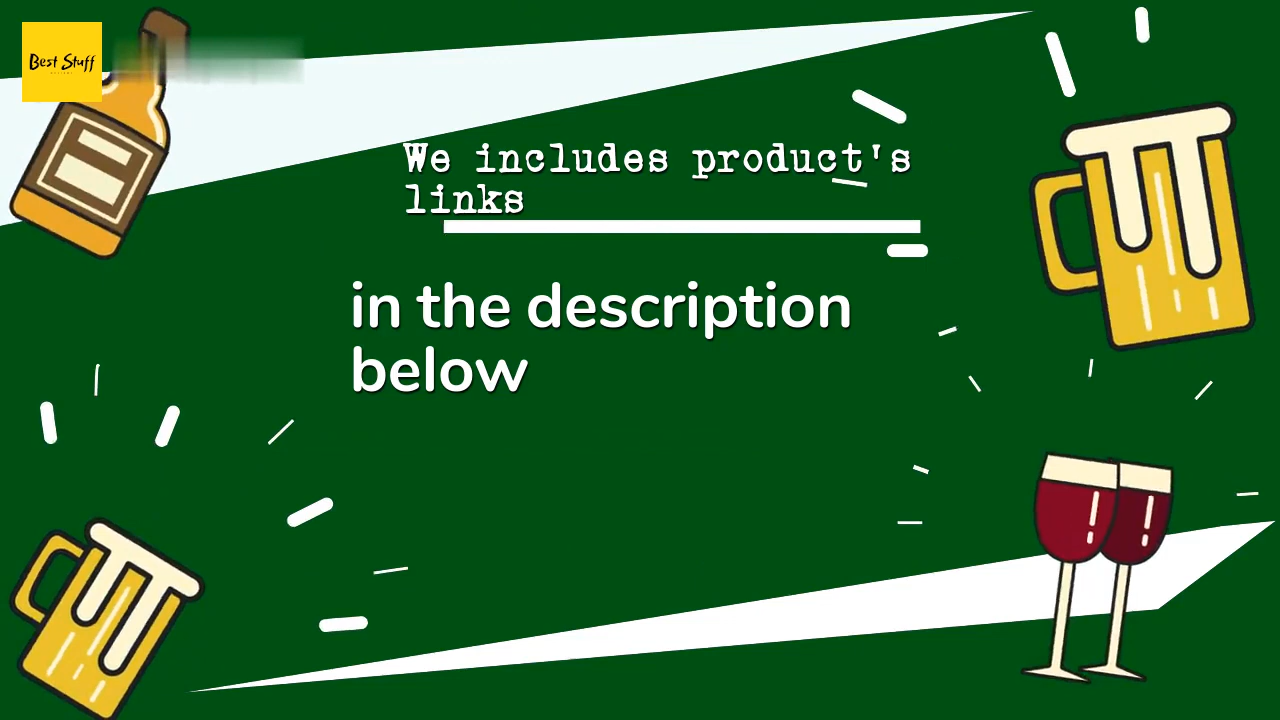 Best Stuff
We includes product's
links
in the description
below